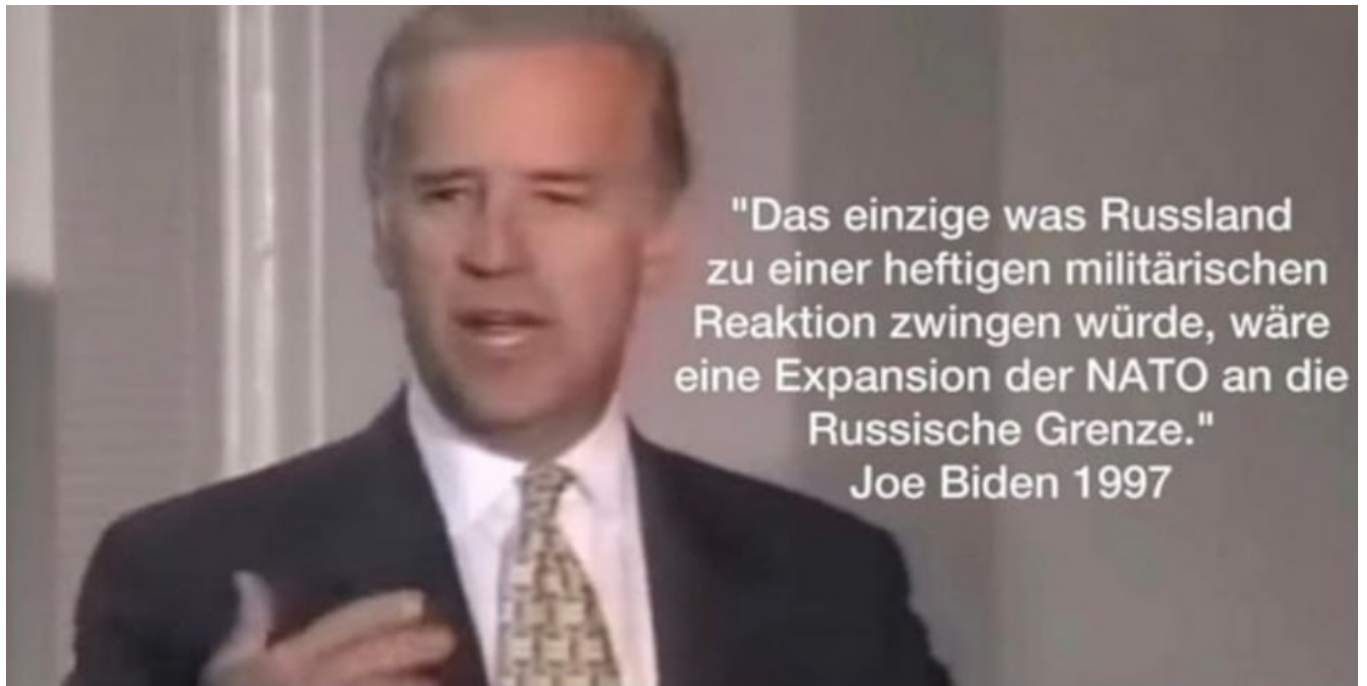 "Das einzige was Russland
zu einer heftigen militärischen
Reaktion zwingen würde, wäre
eine Expansion der NATO an die
Russische Grenze."
Joe Biden 1997